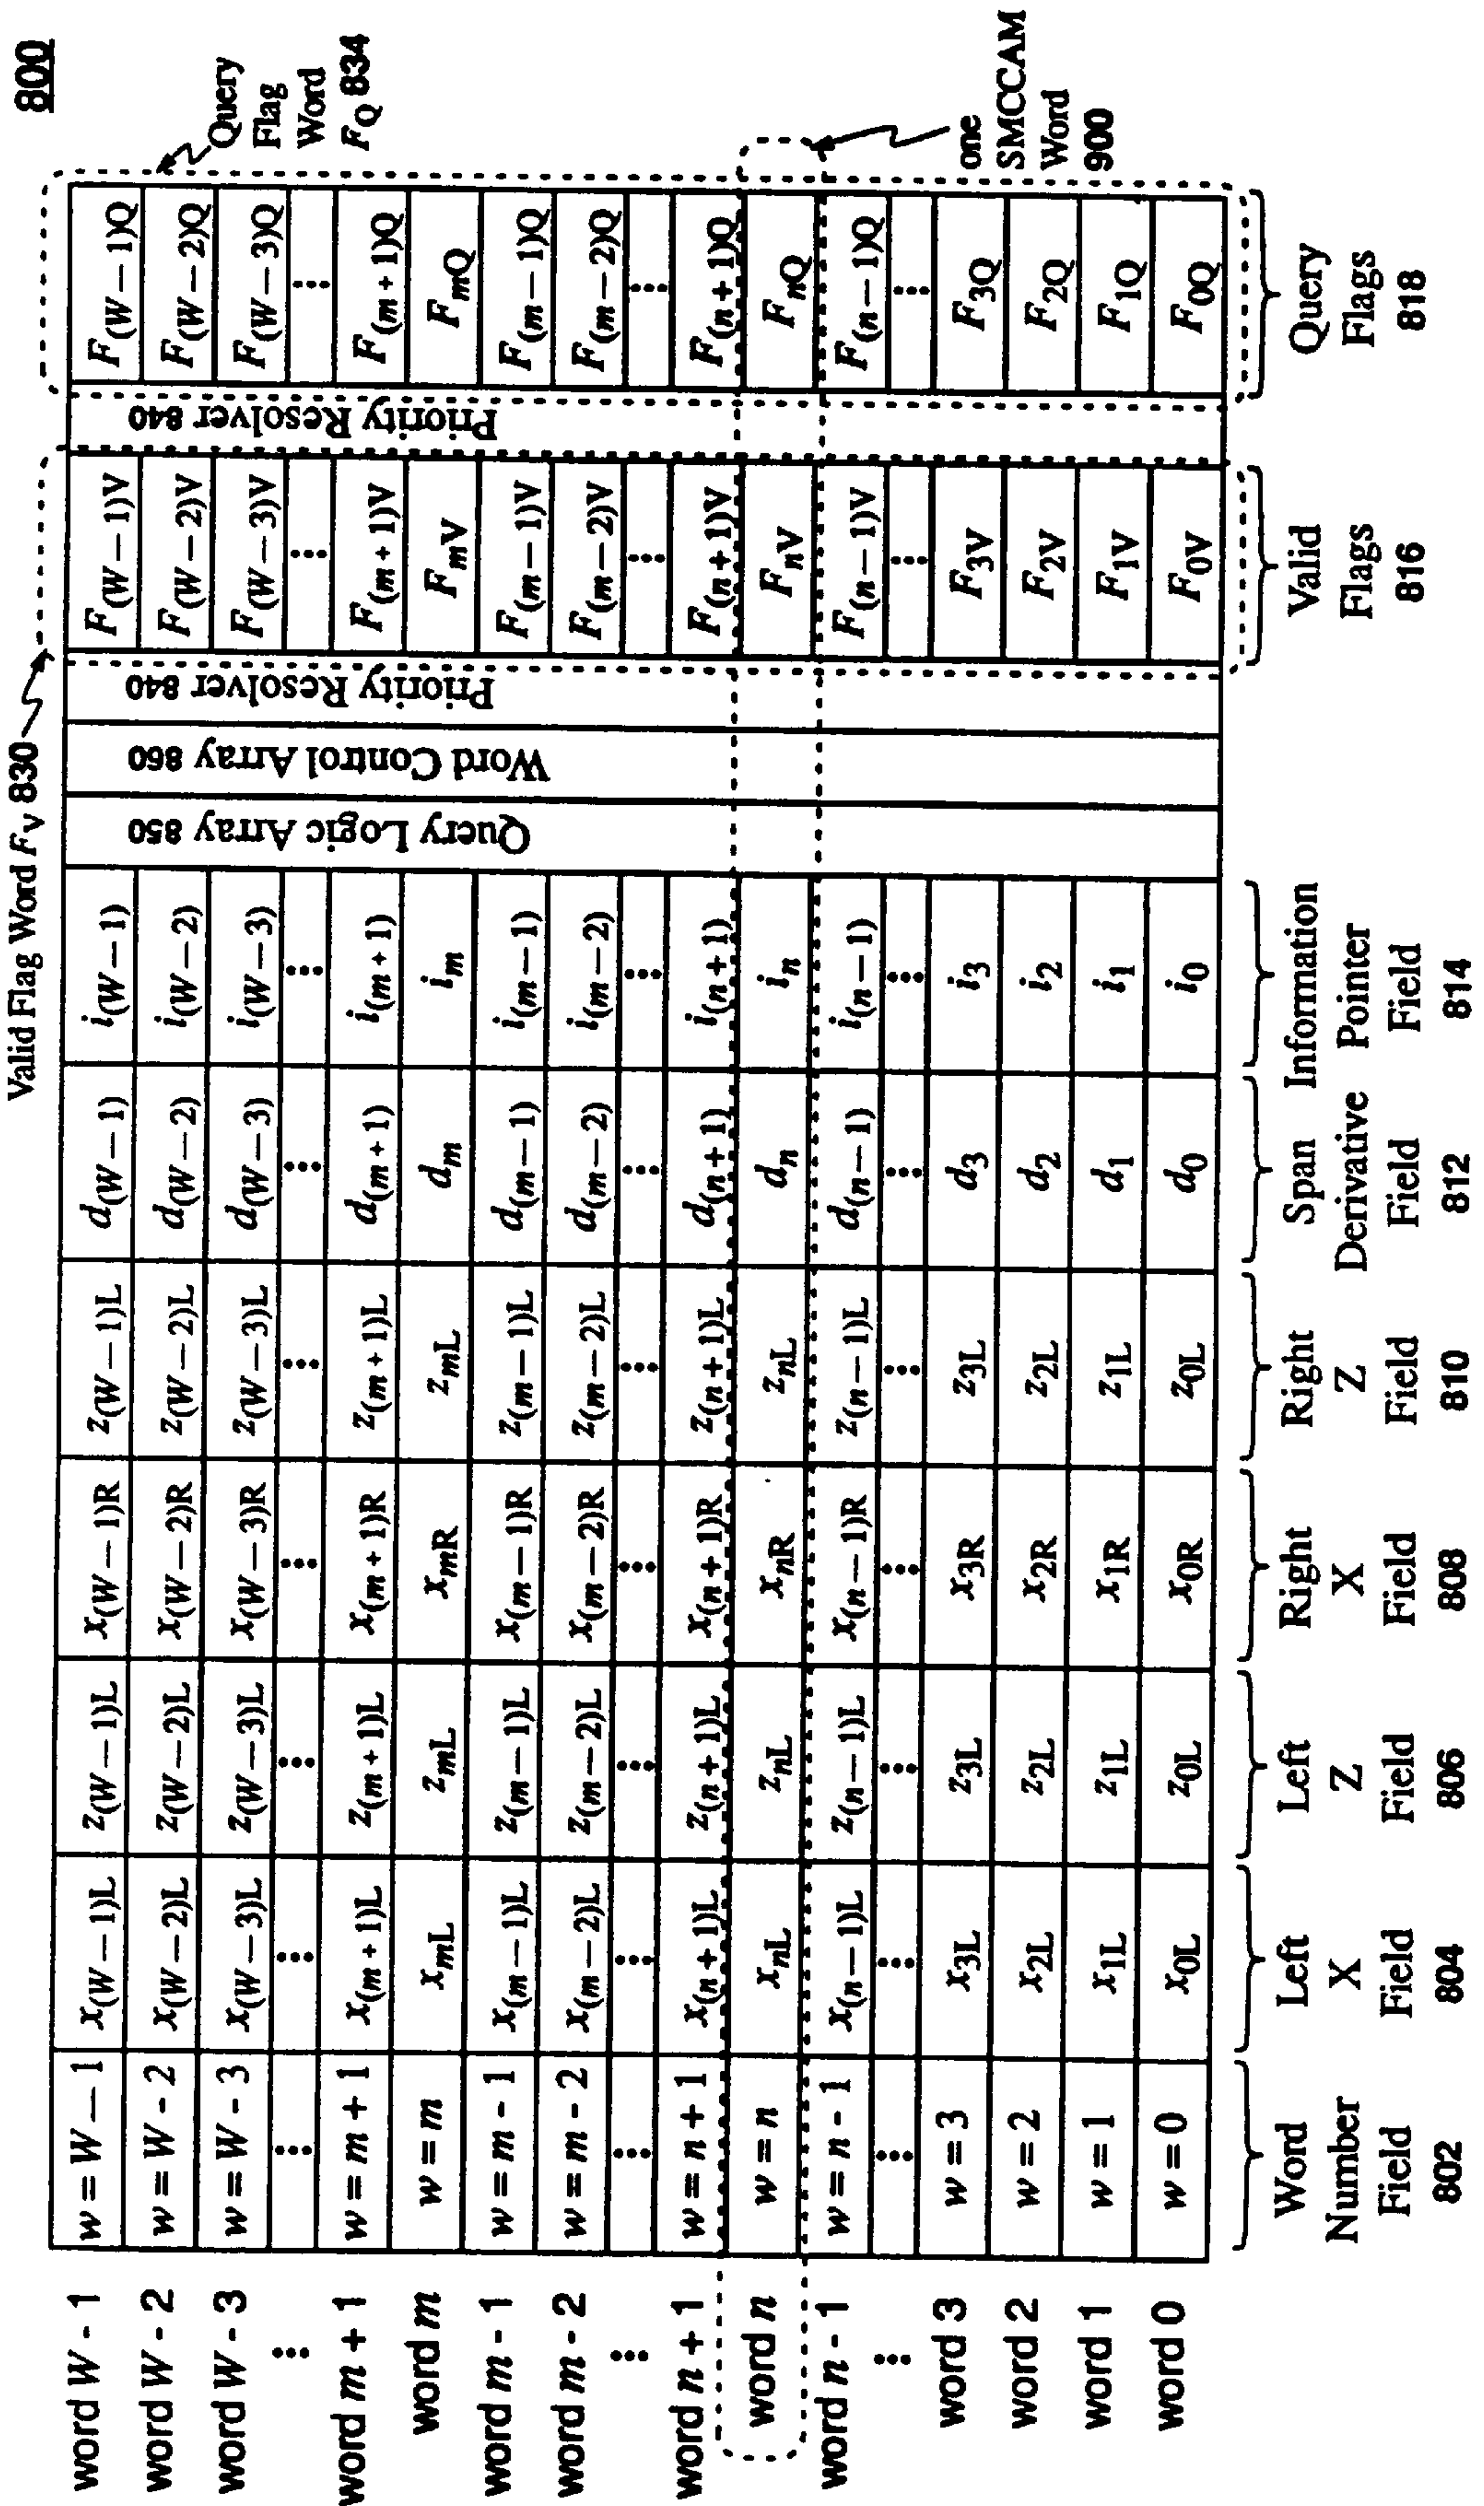 800
Valid Flag Word FV 830
Query
Flag
Word
FQ 834
word W - 1 w = W — 1 x(W — 1)L z(W — 1)L x(W — 1)R z(W — 1)L d(W — 1) i(W — 1) F(W — 1)V F(W — 1)Q
word W - 2 w = W - 2 x(W — 2)L z(W — 2)L x(W — 2)R z(W — 2)L d(W — 2) i(W — 2) F(W — 2)V F(W — 2)Q
word W - 3 w = W - 3 x(W — 3)L z(W — 3)L x(W — 3)R z(W — 3)L d(W — 3) i(W — 3) F(W — 3)V F(W — 3)Q
⋮ ⋮ ⋮ ⋮ ⋮ ⋮ ⋮ ⋮ ⋮ ⋮
word m + 1 w = m + 1 x(m + 1)L z(m + 1)L x(m + 1)R z(m + 1)L d(m + 1) i(m + 1) F(m + 1)V F(m + 1)Q
word m w = m xmL zmL xmR zmL dm im FmV FmQ
word m - 1 w = m - 1 x(m — 1)L z(m — 1)L x(m — 1)R z(m — 1)L d(m — 1) i(m — 1) F(m — 1)V F(m — 1)Q
word m - 2 w = m - 2 x(m — 2)L z(m — 2)L x(m — 2)R z(m — 2)L d(m — 2) i(m — 2) F(m — 2)V F(m — 2)Q
⋮ ⋮ ⋮ ⋮ ⋮ ⋮ ⋮ ⋮ ⋮ ⋮
word n + 1 w = n + 1 x(n + 1)L z(n + 1)L x(n + 1)R z(n + 1)L d(n + 1) i(n + 1) F(n + 1)V F(n + 1)Q
word n w = n xnL znL xnR znL dn in FnV FnQ
word n - 1 w = n - 1 x(n — 1)L z(n — 1)L x(n — 1)R z(n — 1)L d(n — 1) i(n — 1) F(n — 1)V F(n — 1)Q
⋮ ⋮ ⋮ ⋮ ⋮ ⋮ ⋮ ⋮ ⋮ ⋮
word 3 w = 3 x3L z3L x3R z3L d3 i3 F3V F3Q
word 2 w = 2 x2L z2L x2R z2L d2 i2 F2V F2Q
word 1 w = 1 x1L z1L x1R z1L d1 i1 F1V F1Q
word 0 w = 0 x0L z0L x0R z0L d0 i0 F0V F0Q
Query Logic Array 850
Word Control Array 860
Priority Resolver 840
Priority Resolver 840
one
SMCCAM
Word
900
Word
Number
Field
802
Left
X
Field
804
Left
Z
Field
806
Right
X
Field
808
Right
Z
Field
810
Span
Derivative
Field
812
Information
Pointer
Field
814
Valid
Flags
816
Query
Flags
818